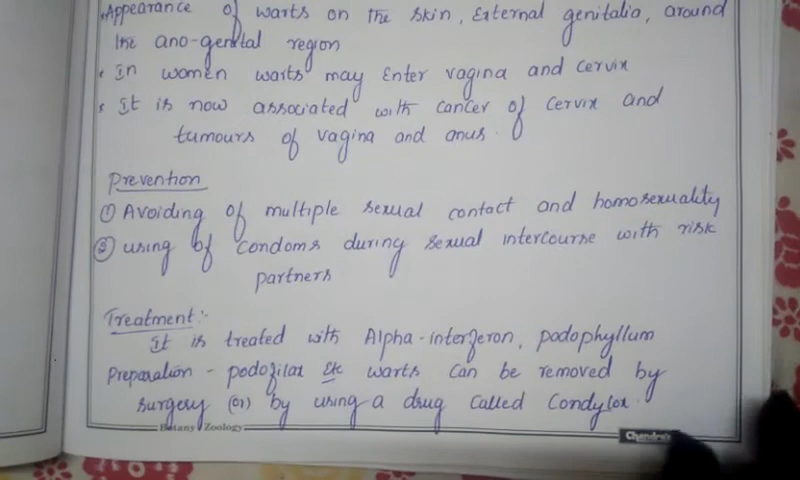 • Appearance of warts on the skin, External genitalia, around
the ano-genital region
• In women warts may Enter vagina and cervix
• It is now associated with cancer of cervix and
tumours of vagina and anus.
Prevention
① Avoiding of multiple sexual contact and homosexuality
② using of condoms during sexual intercourse with risk
partners
Treatment:-
It is treated with Alpha-interferon, podophyllum
Preparation - podofilax etc warts can be removed by
surgery (or) by using a drug called Condylox.
Botany Zoology